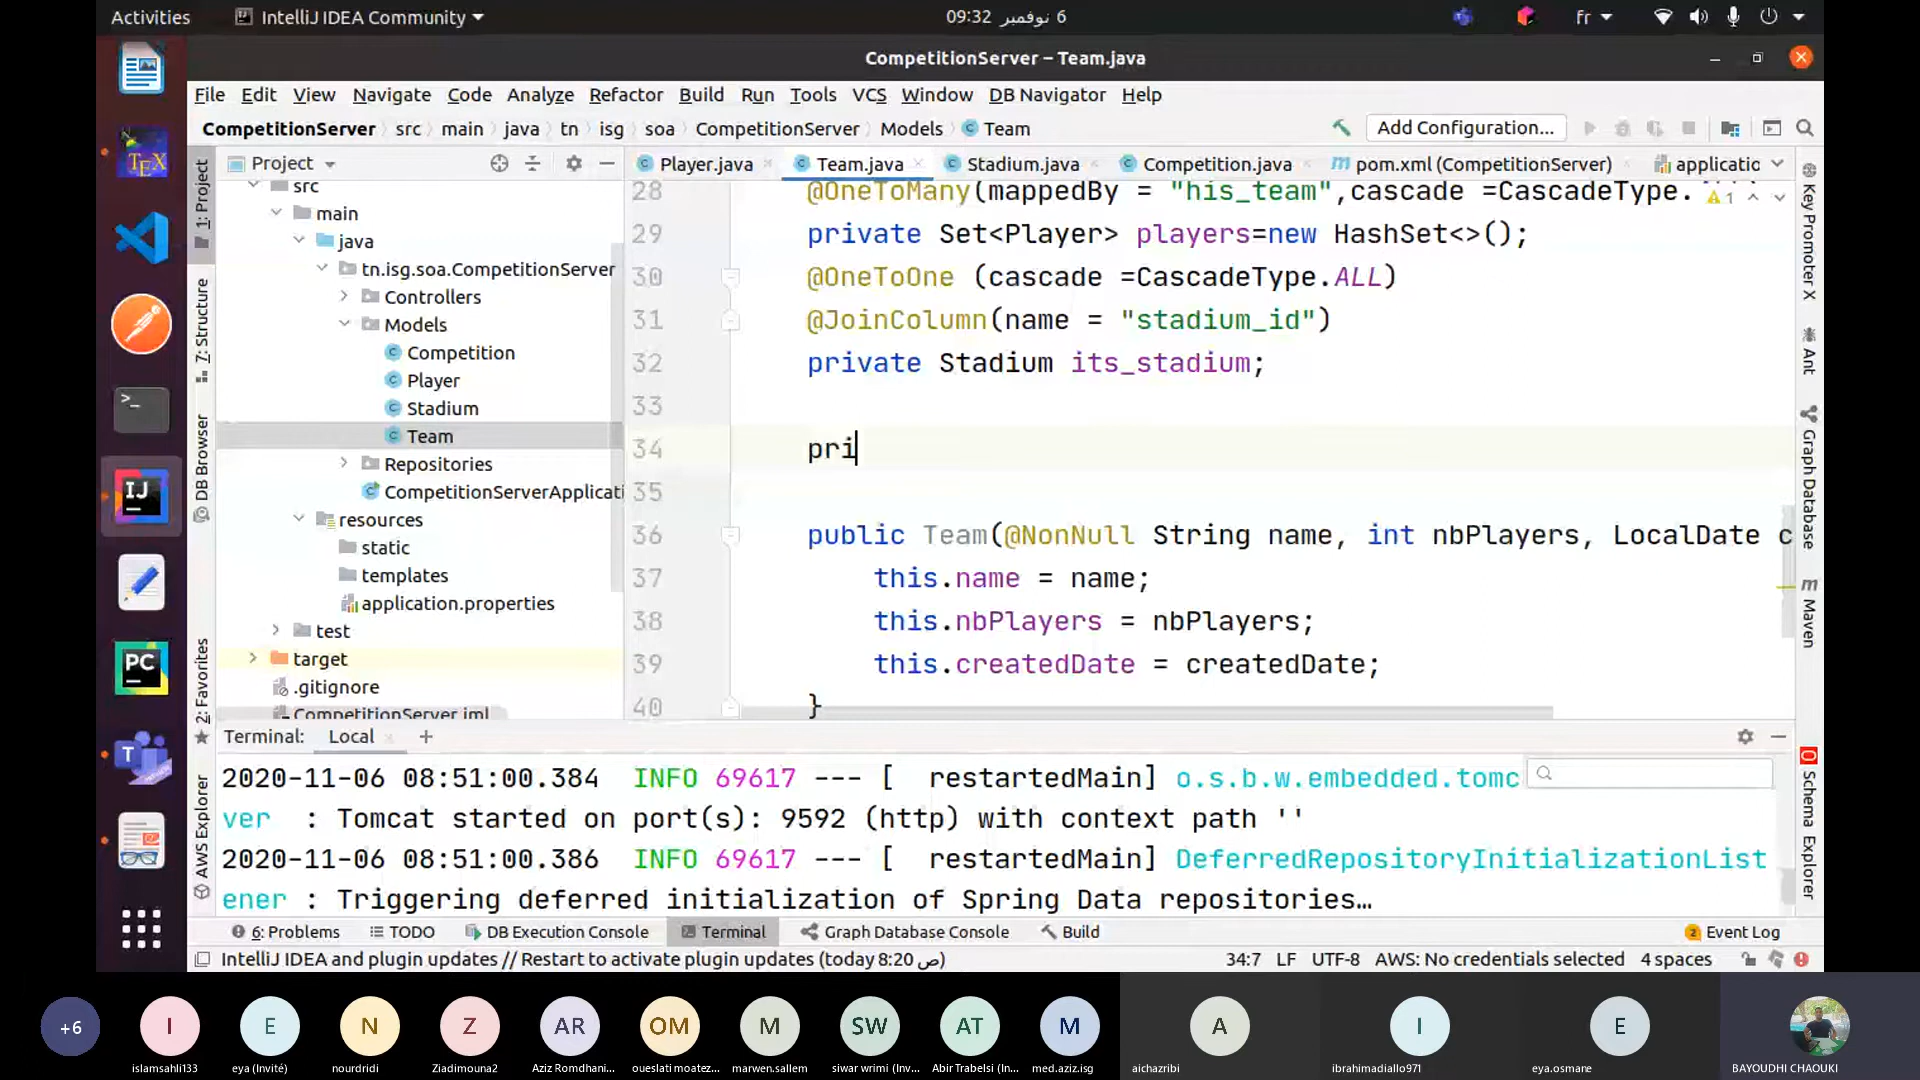 Activities
IntelliJ IDEA Community
6 نوفمبر 09:32
fr
CompetitionServer – Team.java
File Edit View Navigate Code Analyze Refactor Build Run Tools VCS Window DB Navigator Help
CompetitionServer src main java tn isg soa CompetitionServer Models Team
Add Configuration...
Project
Player.java
Team.java
Stadium.java
Competition.java
pom.xml (CompetitionServer)
applicatio
src
main
java
tn.isg.soa.CompetitionServer
Controllers
Models
Competition
Player
Stadium
Team
Repositories
CompetitionServerApplicati
resources
static
templates
application.properties
test
target
.gitignore
CompetitionServer.iml
1: Project
7: Structure
DB Browser
2: Favorites
AWS Explorer
28 @OneToMany(mappedBy = "his_team",cascade =CascadeType.
1
29 private Set<Player> players=new HashSet<>();
30 @OneToOne (cascade =CascadeType.ALL)
31 @JoinColumn(name = "stadium_id")
32 private Stadium its_stadium;
33
34 pri
35
36 public Team(@NonNull String name, int nbPlayers, LocalDate c
37 this.name = name;
38 this.nbPlayers = nbPlayers;
39 this.createdDate = createdDate;
40 }
Key Promoter X
Ant
Graph Database
Maven
Schema Explorer
Terminal: Local +
2020-11-06 08:51:00.384 INFO 69617 --- [ restartedMain] o.s.b.w.embedded.tomc
ver : Tomcat started on port(s): 9592 (http) with context path ''
2020-11-06 08:51:00.386 INFO 69617 --- [ restartedMain] DeferredRepositoryInitializationList
ener : Triggering deferred initialization of Spring Data repositories…
6: Problems
TODO
DB Execution Console
Terminal
Graph Database Console
Build
2 Event Log
IntelliJ IDEA and plugin updates // Restart to activate plugin updates (today 8:20 ص)
34:7 LF UTF-8 AWS: No credentials selected 4 spaces
TEX
IJ
PC
T
+6
I
E
N
Z
AR
OM
M
SW
AT
M
A
I
E
islamsahli133
eya (Invité)
nourdridi
Ziadimouna2
Aziz Romdhani...
oueslati moatez...
marwen.sallem
siwar wrimi (Inv...
Abir Trabelsi (In...
med.aziz.isg
aichazribi
ibrahimadiallo971
eya.osmane
BAYOUDHI CHAOUKI